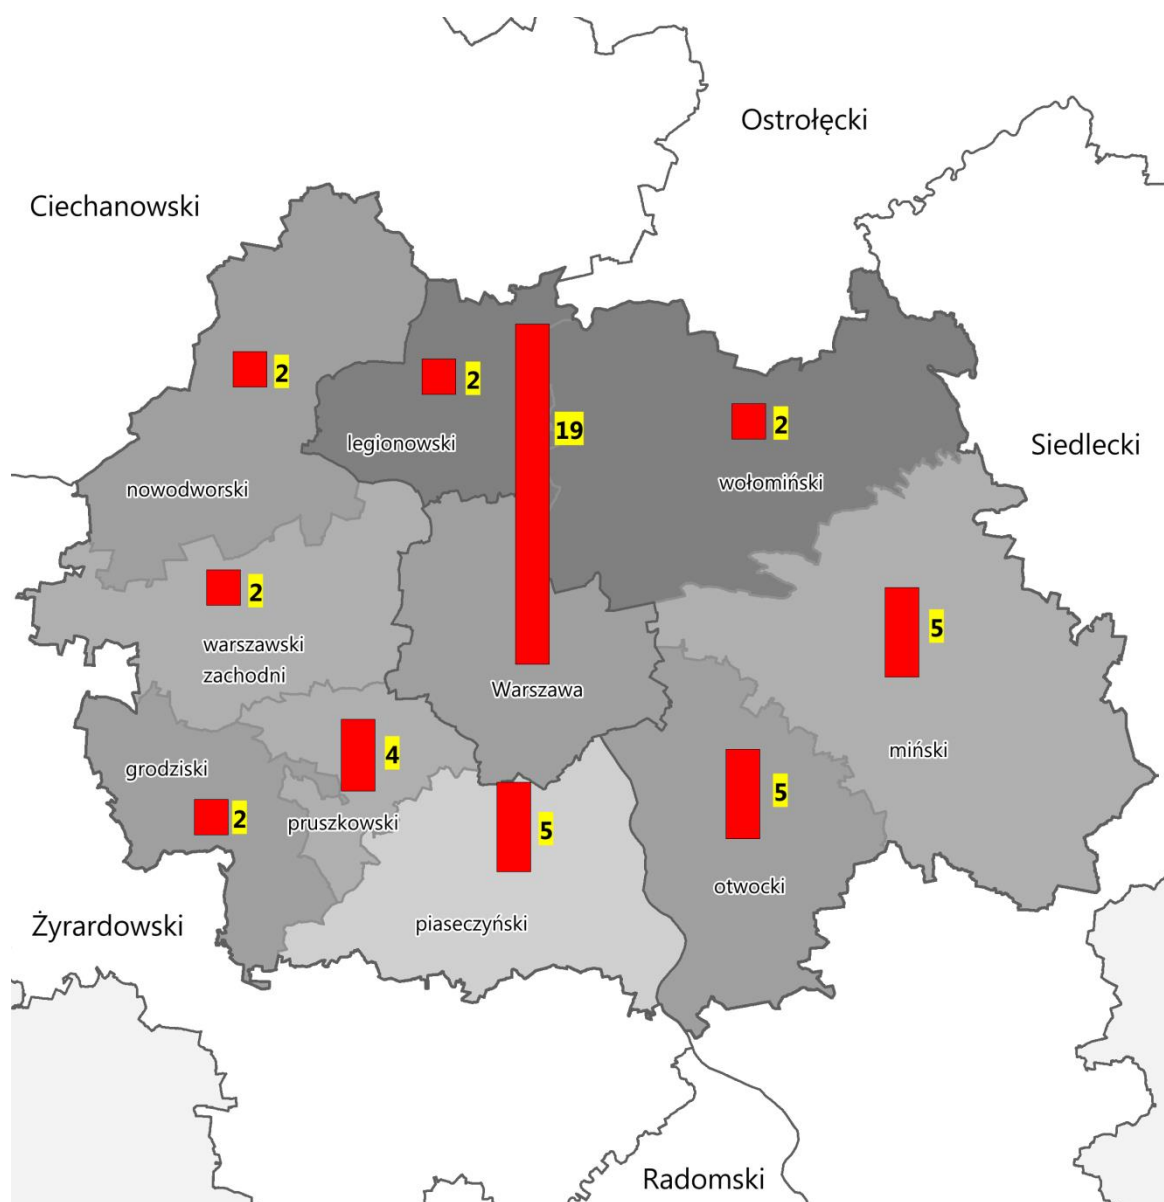 Ostrołęcki
Ciechanowski
2
2
legionowski
19
2
Siedlecki
nowodworski
wołomiński
2
warszawski
zachodni
5
Warszawa
miński
grodziski
4
2
pruszkowski
5
5
otwocki
piaseczyński
Żyrardowski
Radomski